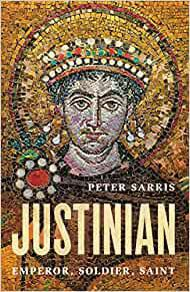 PETER SARRIS
JUSTINIAN
EMPEROR, SOLDIER, SAINT